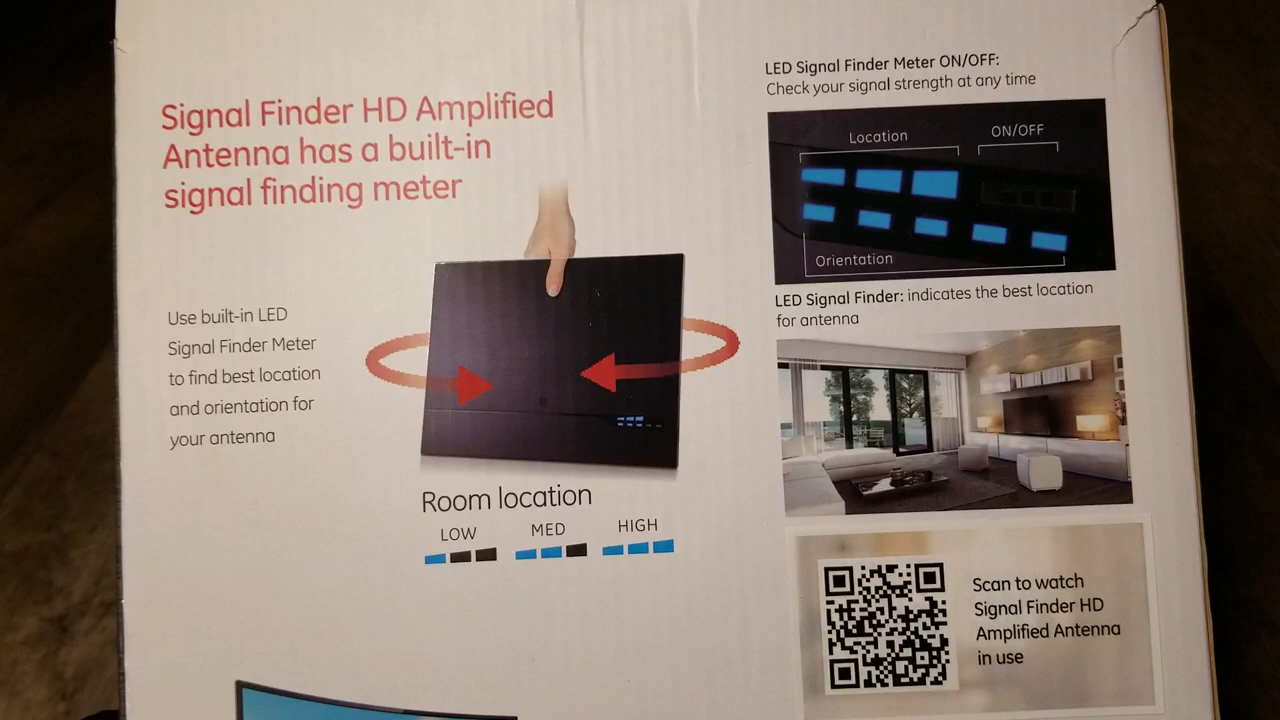 Signal Finder HD Amplified
Antenna has a built-in
signal finding meter
Use built-in LED
Signal Finder Meter
to find best location
and orientation for
your antenna
Room location
LOW MED HIGH
LED Signal Finder Meter ON/OFF:
Check your signal strength at any time
Location ON/OFF
Orientation
LED Signal Finder: indicates the best location
for antenna
Scan to watch
Signal Finder HD
Amplified Antenna
in use